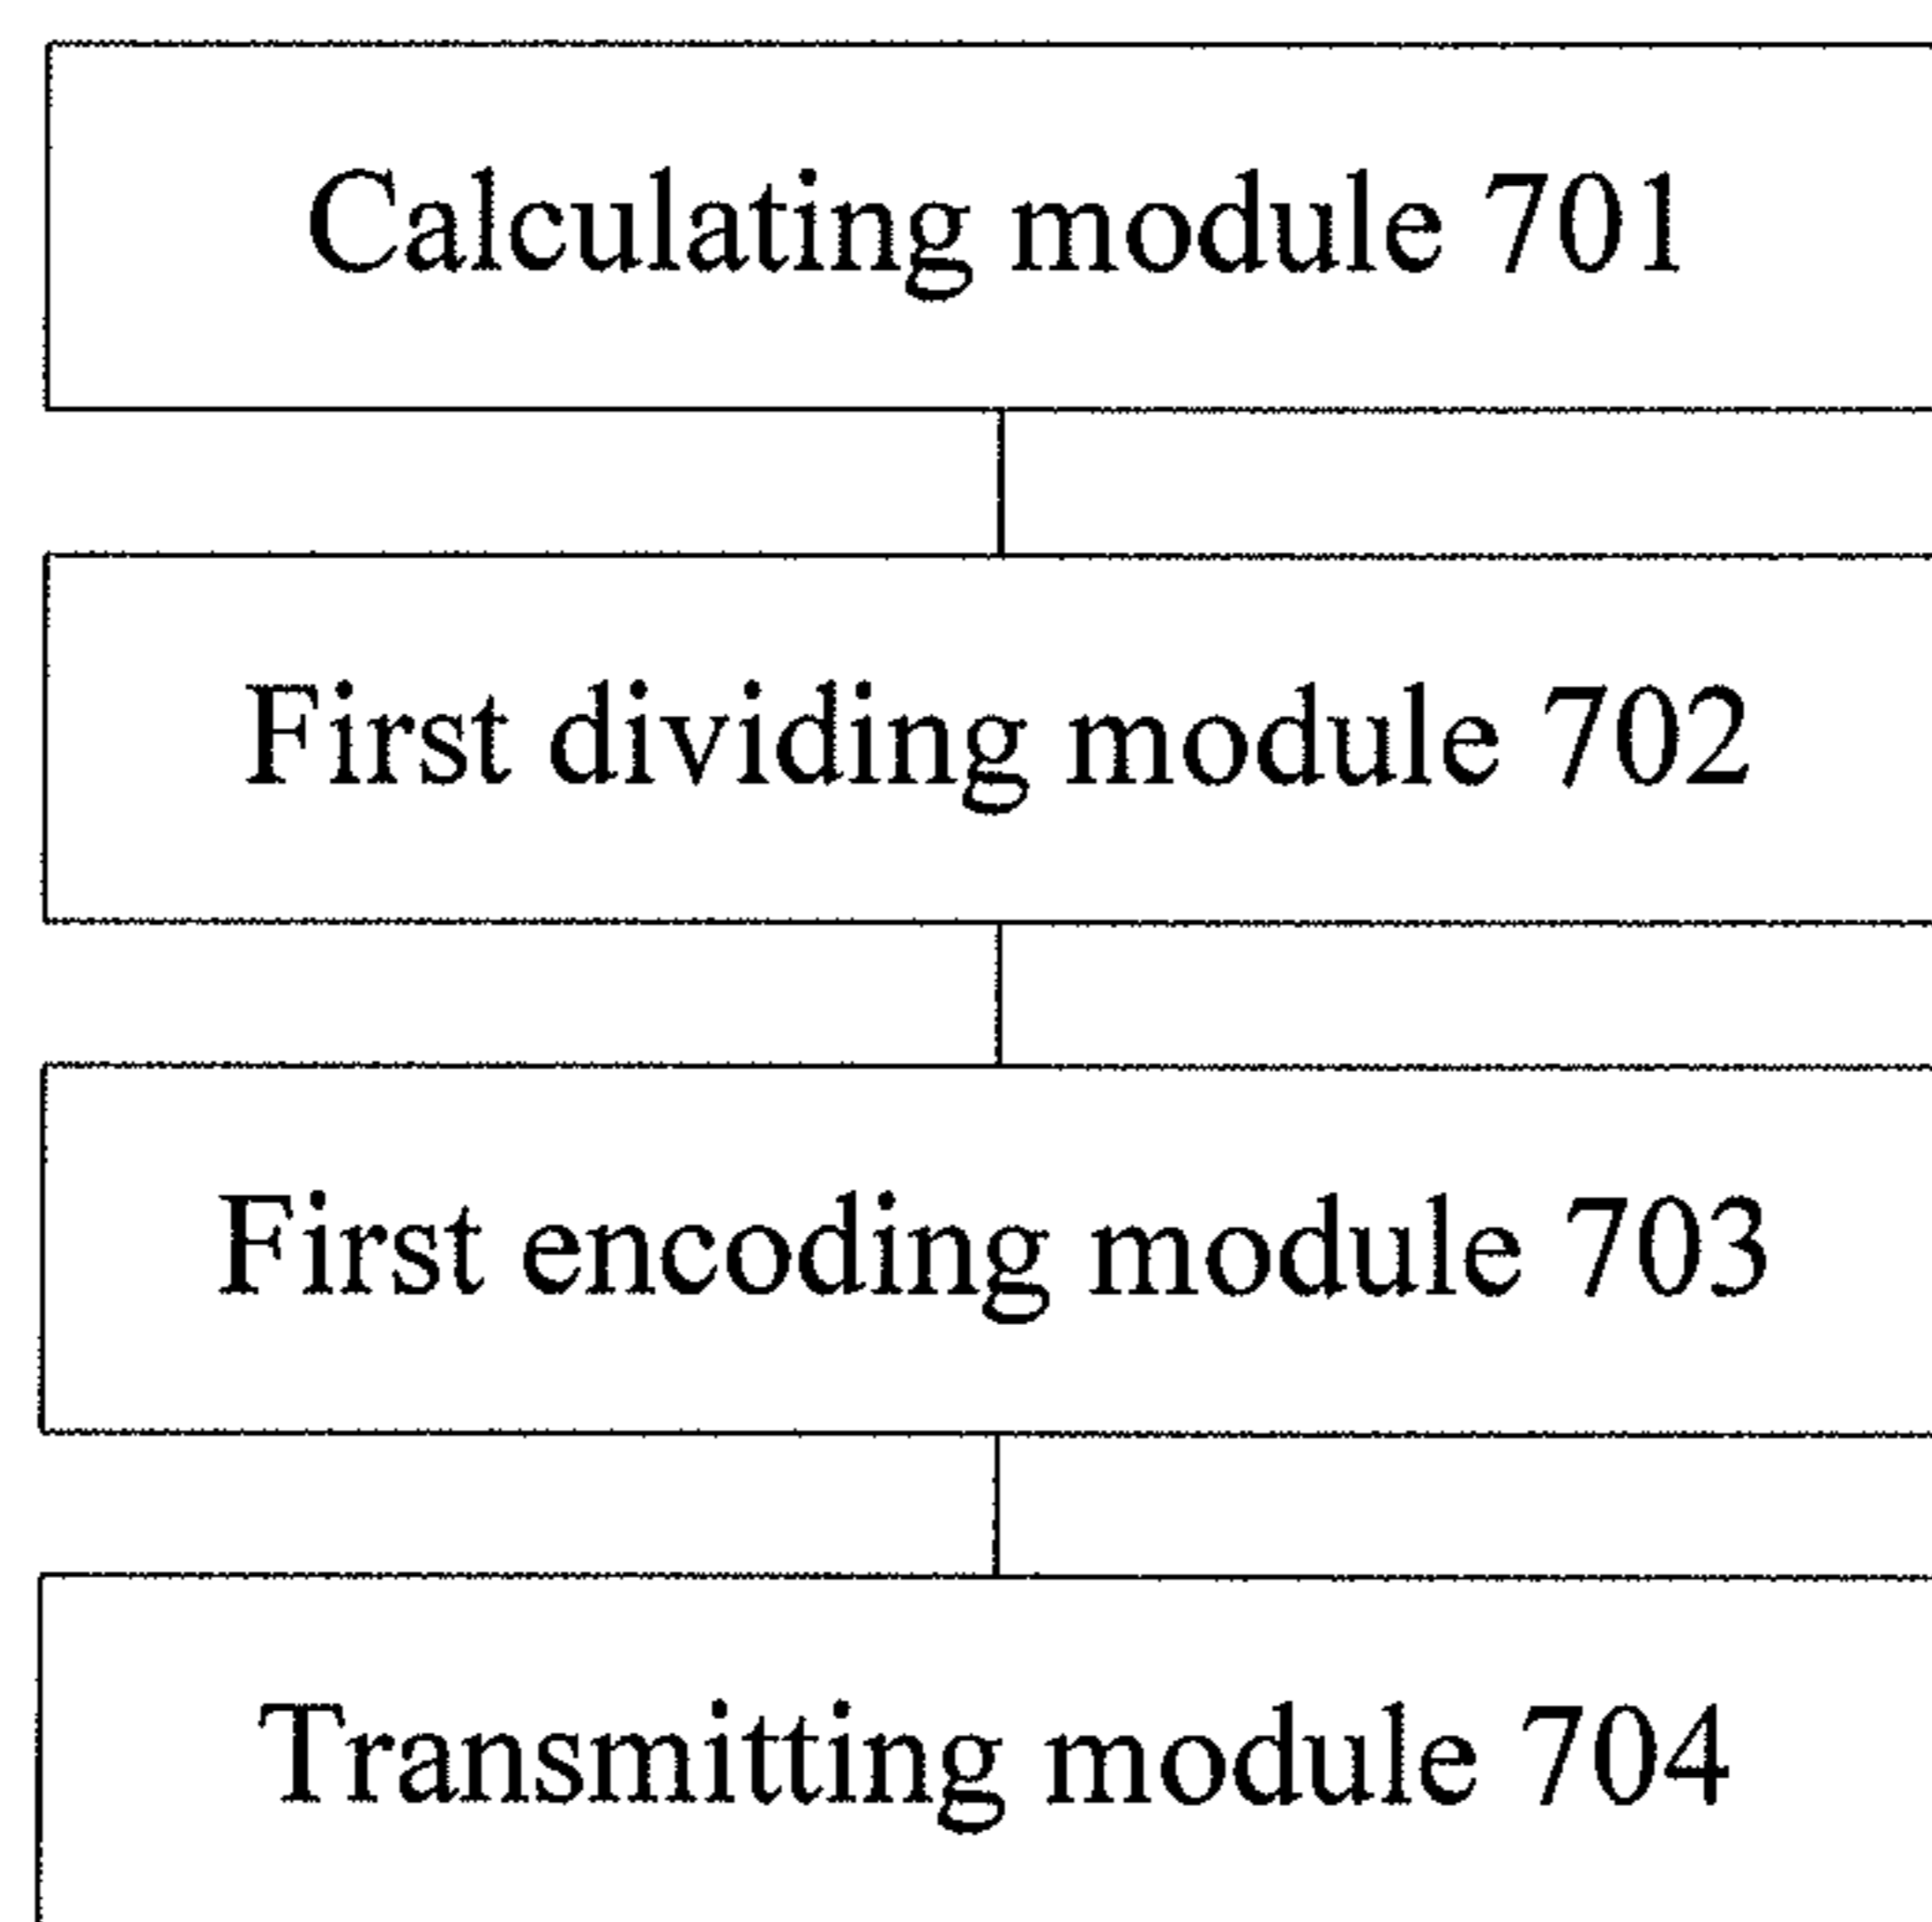 Calculating module 701
First dividing module 702
First encoding module 703
Transmitting module 704